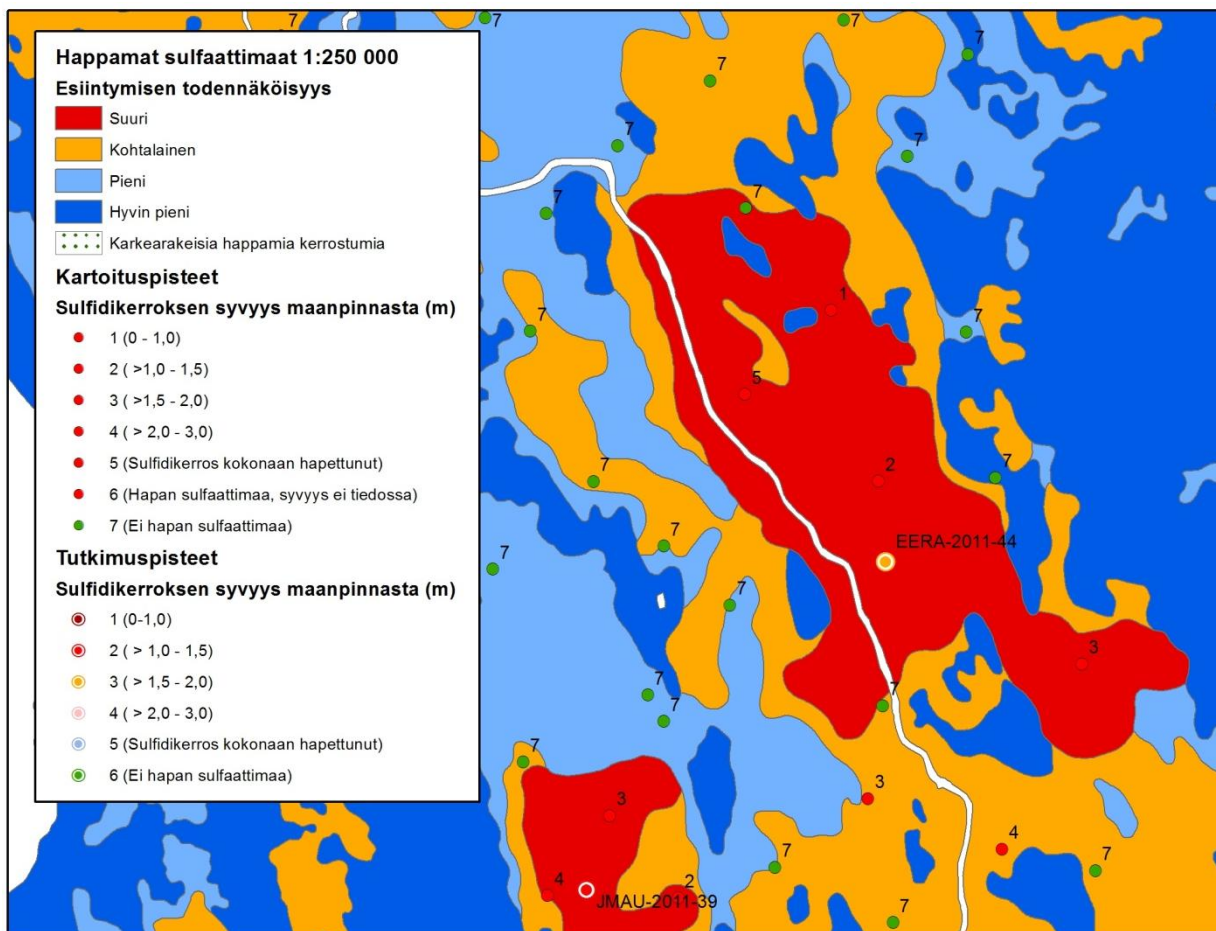 Happamat sulfaattimaat 1:250 000
Esiintymisen todennäköisyys
Suuri
Kohtalainen
Pieni
Hyvin pieni
Karkearakeisia happamia kerrostumia
Kartoituspisteet
Sulfidikerroksen syvyys maanpinnasta (m)
1 (0 - 1,0)
2 ( >1,0 - 1,5)
3 ( >1,5 - 2,0)
4 ( > 2,0 - 3,0)
5 (Sulfidikerros kokonaan hapettunut)
6 (Hapan sulfaattimaa, syvyys ei tiedossa)
7 (Ei hapan sulfaattimaa)
Tutkimuspisteet
Sulfidikerroksen syvyys maanpinnasta (m)
1 (0-1,0)
2 ( > 1,0 - 1,5)
3 ( > 1,5 - 2,0)
4 ( > 2,0 - 3,0)
5 (Sulfidikerros kokonaan hapettunut)
6 (Ei hapan sulfaattimaa)
7
7
7
7
7
7
7
7
7
7
1
7
7
5
2
7
7
7
EERA-2011-44
7
7
3
7
7
7
7
3
3
4
7
7
4
2
JMAU-2011-39
7